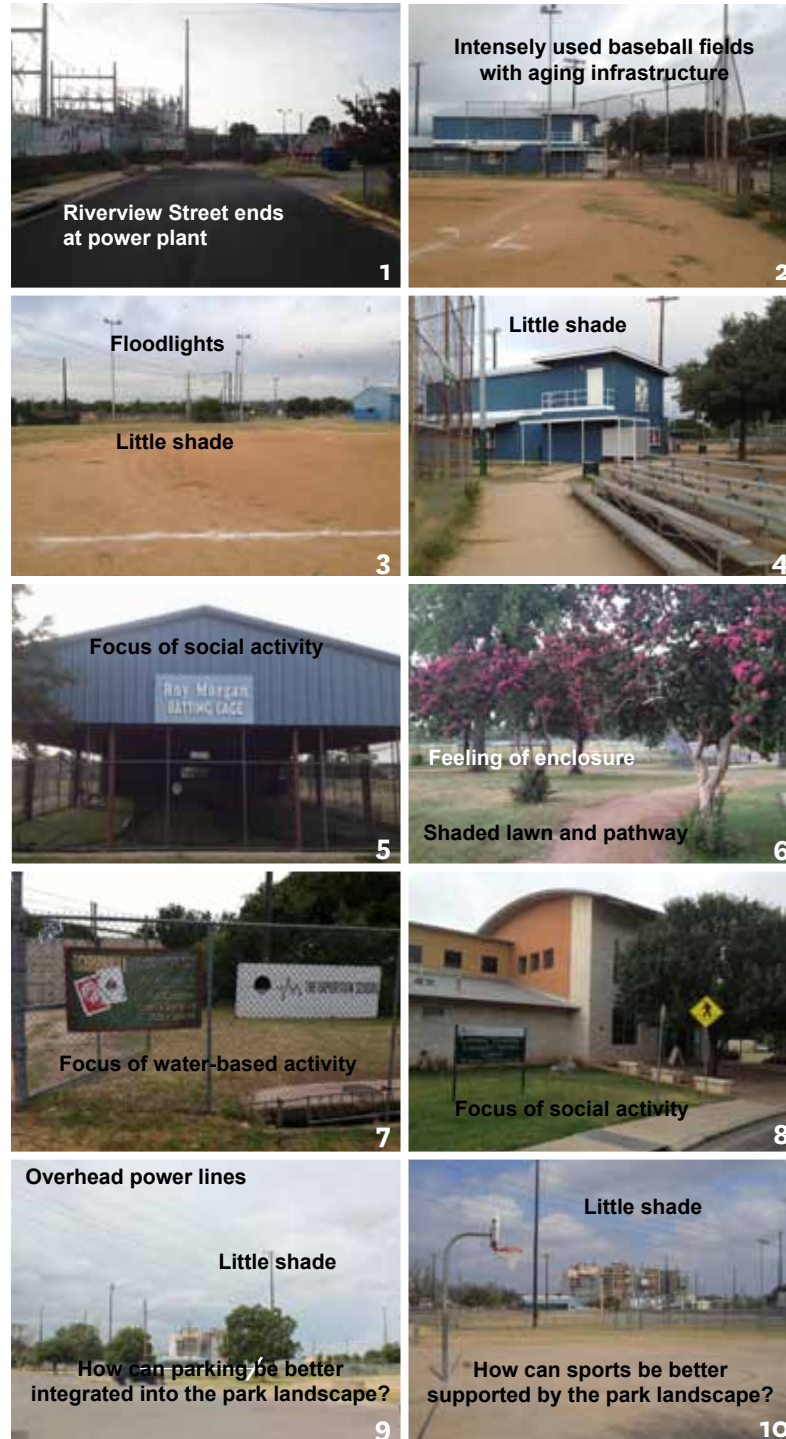 Riverview Street ends
at power plant
1
Intensely used baseball fields
with aging infrastructure
2
Floodlights
Little shade
3
Little shade
4
Focus of social activity
Roy Morgan
BATTING CAGE
5
Feeling of enclosure
Shaded lawn and pathway
6
THE EXPEDITION SCHOOL
Focus of water-based activity
7
Focus of social activity
8
Overhead power lines
Little shade
How can parking be better
integrated into the park landscape?
9
Little shade
How can sports be better
supported by the park landscape?
10